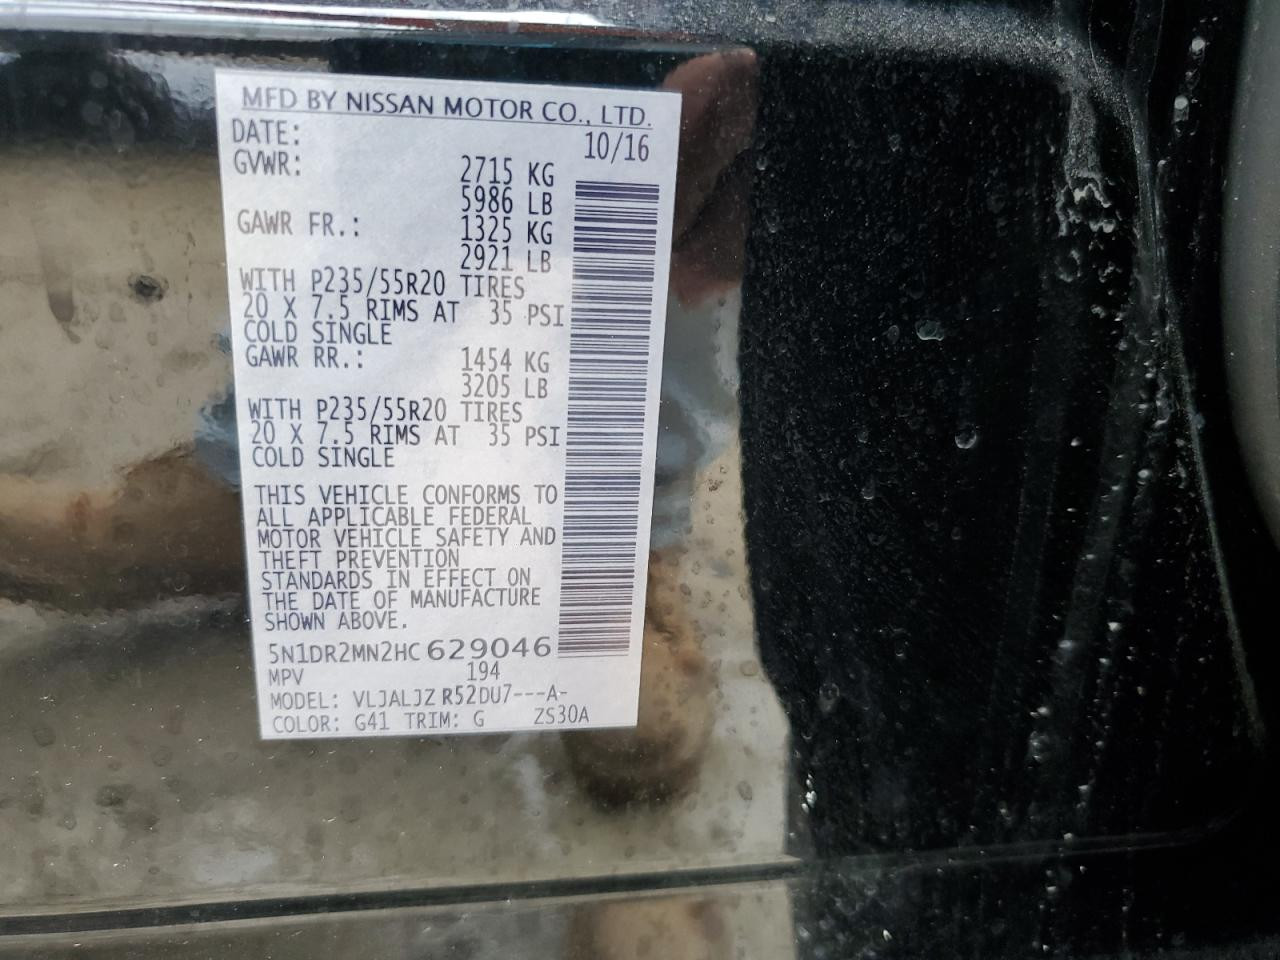 MFD BY NISSAN MOTOR CO., LTD.
DATE: 10/16
GVWR: 2715 KG
5986 LB
GAWR FR.: 1325 KG
2921 LB
WITH P235/55R20 TIRES
20 X 7.5 RIMS AT 35 PSI
COLD SINGLE
GAWR RR.: 1454 KG
3205 LB
WITH P235/55R20 TIRES
20 X 7.5 RIMS AT 35 PSI
COLD SINGLE
THIS VEHICLE CONFORMS TO
ALL APPLICABLE FEDERAL
MOTOR VEHICLE SAFETY AND
THEFT PREVENTION
STANDARDS IN EFFECT ON
THE DATE OF MANUFACTURE
SHOWN ABOVE.
5N1DR2MN2HC 629046
MPV 194
MODEL: VLJALJZ R52DU7---A-
COLOR: G41 TRIM: G ZS30A